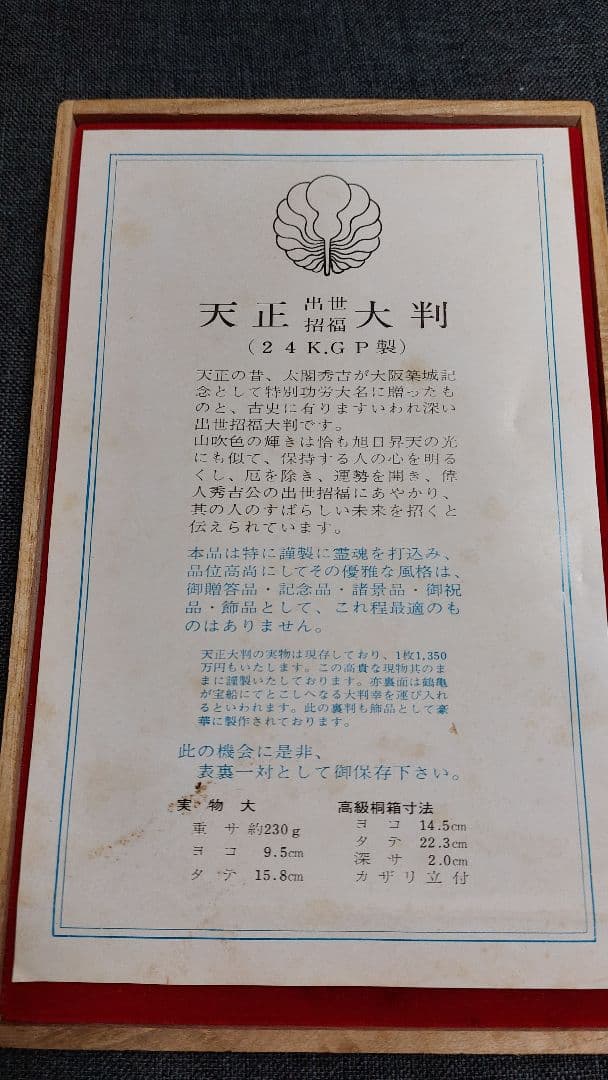 天正 出世招福 大判
(24K.GP製)
天正の昔、太閤秀吉が大阪築城記
念として特別功労大名に贈ったも
のと、古史に有りますいわれ深い
出世招福大判です。
山吹色の輝きは恰も旭日昇天の光
にも似て、保持する人の心を明る
くし、厄を除き、運勢を開き、偉
人秀吉公の出世招福にあやかり、
其の人のすばらしい未来を招くと
伝えられています。
本品は特に謹製に霊魂を打込み、
品位高尚にしてその優雅な風格は、
御贈答品・記念品・諸景品・御祝
品・飾品として、これ程最適のも
のはありません。
天正大判の実物は現存しており、1枚1,350
万円もいたします。この高貴な現物其のま
まに謹製いたしております。亦裏面は鶴亀
が宝船にてとこしへなる大判幸を運び入れ
るといわれます。此の裏判も飾品として豪
華に製作されております。
此の機会に是非、
表裏一対として御保存下さい。
実物大
重サ 約230g
ヨコ 9.5cm
タテ 15.8cm
高級桐箱寸法
ヨコ 14.5cm
タテ 22.3cm
深サ 2.0cm
カザリ立付